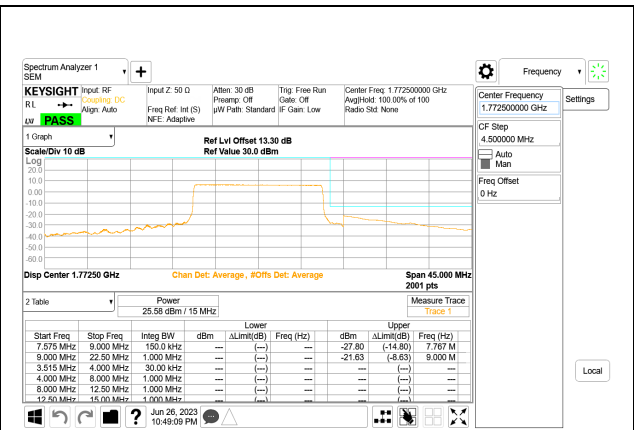 Spectrum Analyzer 1
SEM
Frequency
KEYSIGHT Input: RF Input Z: 50 Ω Atten: 30 dB Trig: Free Run Center Freq: 1.772500000 GHz
RL Coupling: DC Preamp: Off Gate: Off Avg|Hold: 100.00% of 100
Align: Auto Freq Ref: Int (S) µW Path: Standard IF Gain: Low Radio Std: None
LXI PASS NFE: Adaptive
Center Frequency
1.772500000 GHz
Settings
CF Step
4.500000 MHz
Auto
Man
Freq Offset
0 Hz
1 Graph
Ref Lvl Offset 13.30 dB
Scale/Div 10 dB Ref Value 30.0 dBm
Log
20.0
10.0
0.00
-10.0
-20.0
-30.0
-40.0
-50.0
-60.0
Disp Center 1.77250 GHz Chan Det: Average , #Offs Det: Average Span 45.000 MHz
2001 pts
2 Table Power Measure Trace
25.58 dBm / 15 MHz Trace 1
Lower Upper
Start Freq Stop Freq Integ BW dBm ΔLimit(dB) Freq (Hz) dBm ΔLimit(dB) Freq (Hz)
7.575 MHz 9.000 MHz 150.0 kHz --- (---) --- -27.80 (-14.80) 7.767 M
9.000 MHz 22.50 MHz 1.000 MHz --- (---) --- -21.63 (-8.63) 9.000 M
3.515 MHz 4.000 MHz 30.00 kHz --- (---) --- --- (---) ---
4.000 MHz 8.000 MHz 1.000 MHz --- (---) --- --- (---) ---
8.000 MHz 12.50 MHz 1.000 MHz --- (---) --- --- (---) ---
12.50 MHz 15.00 MHz 1.000 MHz --- (---) --- --- (---) ---
Local
? Jun 26, 2023
10:49:09 PM